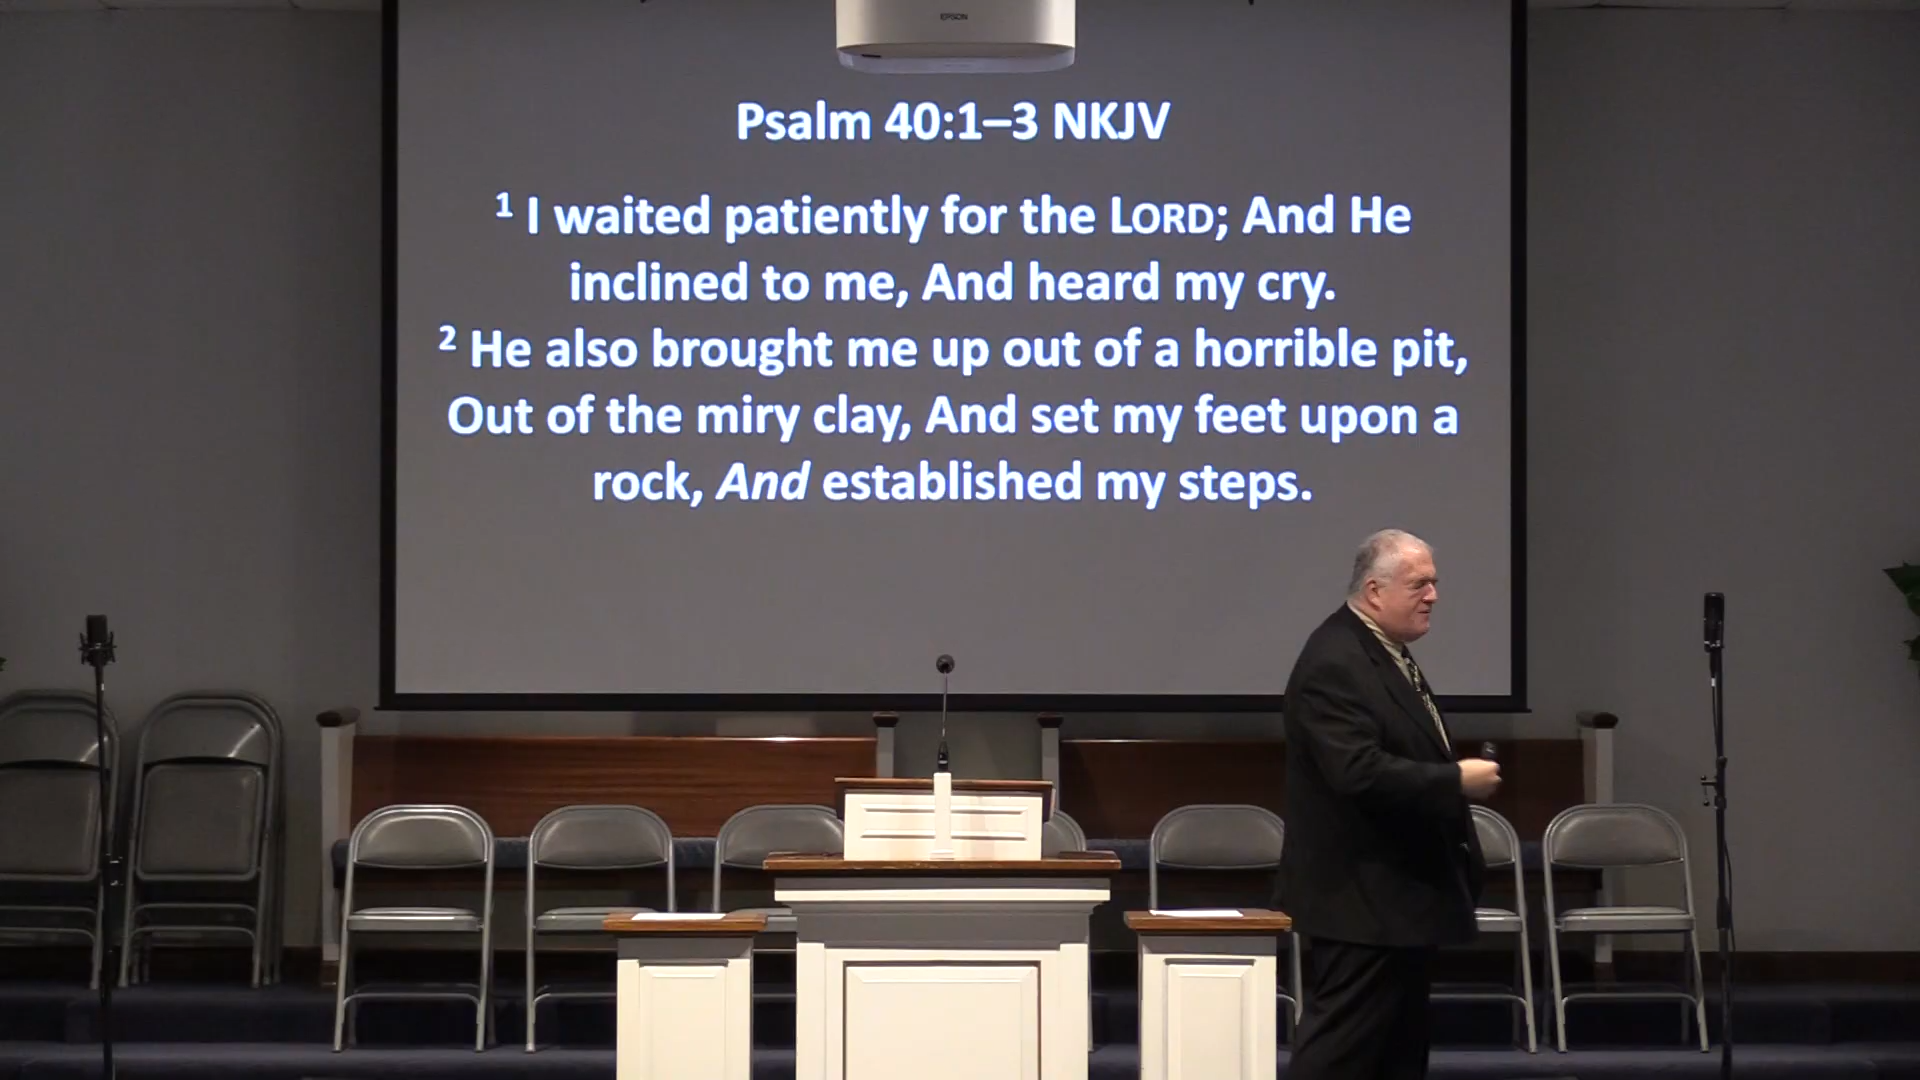 EPSON
Psalm 40:1–3 NKJV
¹ I waited patiently for the LORD; And He
inclined to me, And heard my cry.
² He also brought me up out of a horrible pit,
Out of the miry clay, And set my feet upon a
rock, And established my steps.